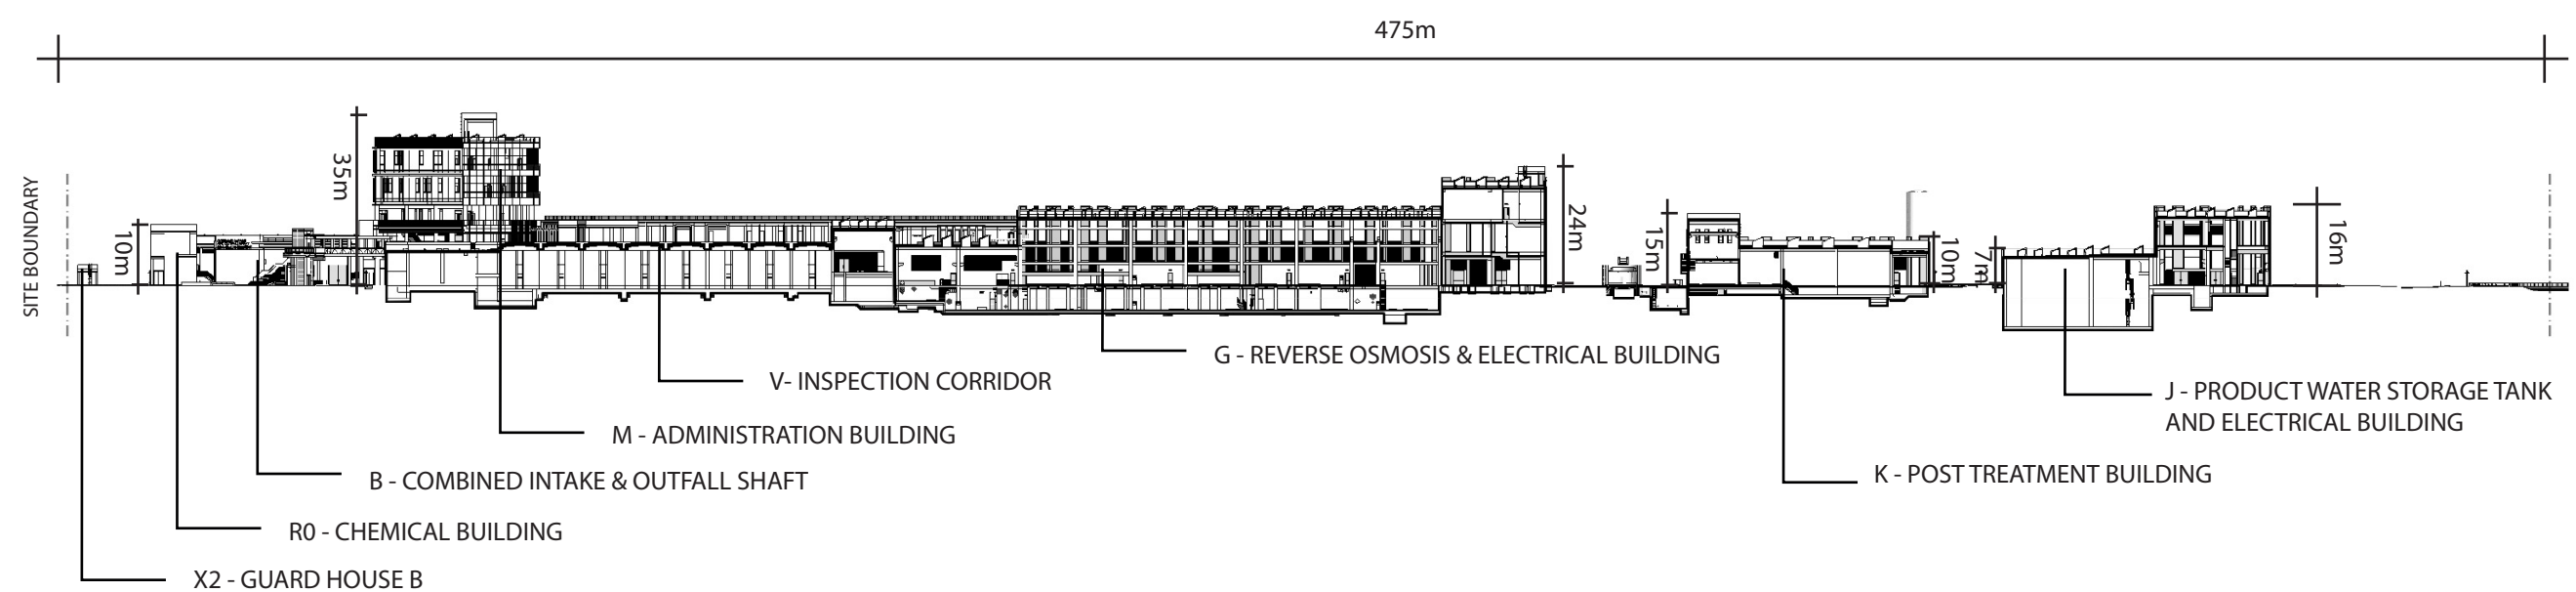 475m
SITE BOUNDARY
10m
35m
24m
15m
10m
7m
16m
G - REVERSE OSMOSIS & ELECTRICAL BUILDING
V- INSPECTION CORRIDOR
J - PRODUCT WATER STORAGE TANK
AND ELECTRICAL BUILDING
M - ADMINISTRATION BUILDING
B - COMBINED INTAKE & OUTFALL SHAFT
K - POST TREATMENT BUILDING
R0 - CHEMICAL BUILDING
X2 - GUARD HOUSE B